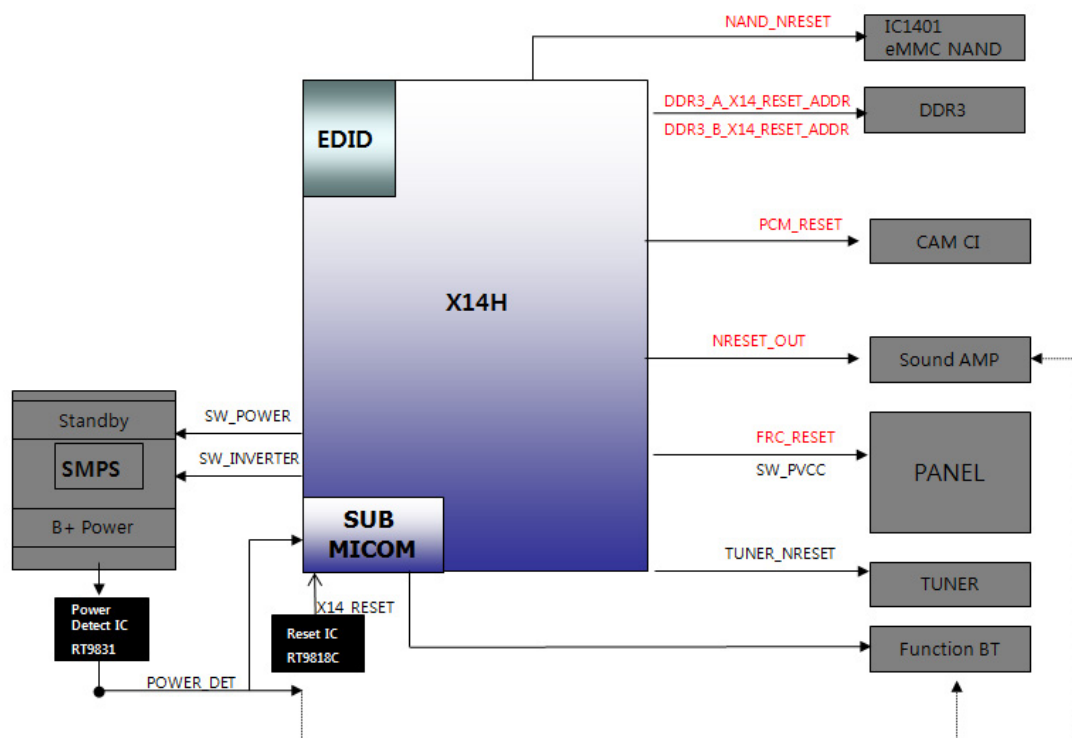 NAND_NRESET
IC1401
eMMC NAND
DDR3_A_X14_RESET_ADDR
DDR3_B_X14_RESET_ADDR
DDR3
EDID
PCM_RESET
CAM CI
X14H
NRESET_OUT
Sound AMP
Standby
SW_POWER
SMPS
SW_INVERTER
FRC_RESET
SW_PVCC
PANEL
B+ Power
SUB
MICOM
TUNER_NRESET
TUNER
Power
Detect IC
RT9831
X14_RESET
Reset IC
RT9818C
Function BT
POWER_DET